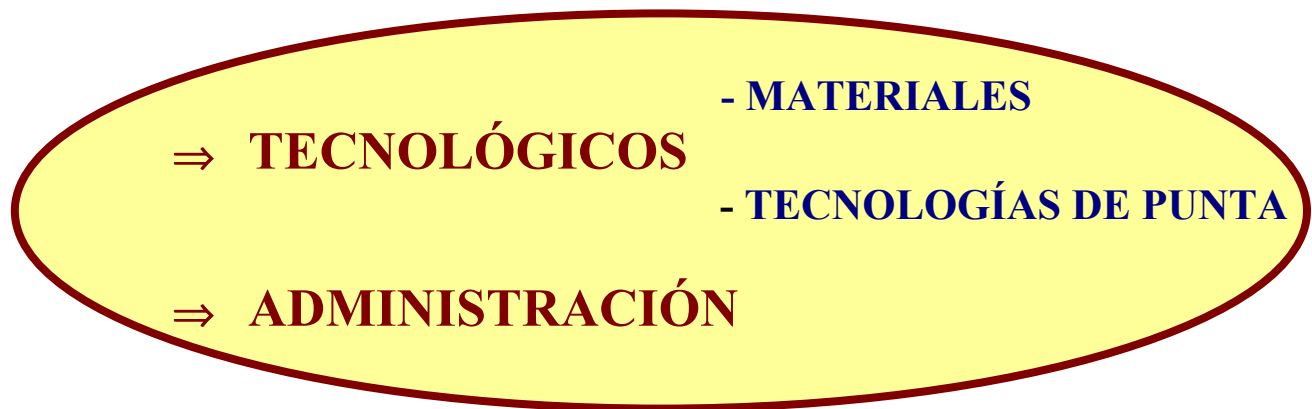 - MATERIALES
⇒ TECNOLÓGICOS
- TECNOLOGÍAS DE PUNTA
⇒ ADMINISTRACIÓN